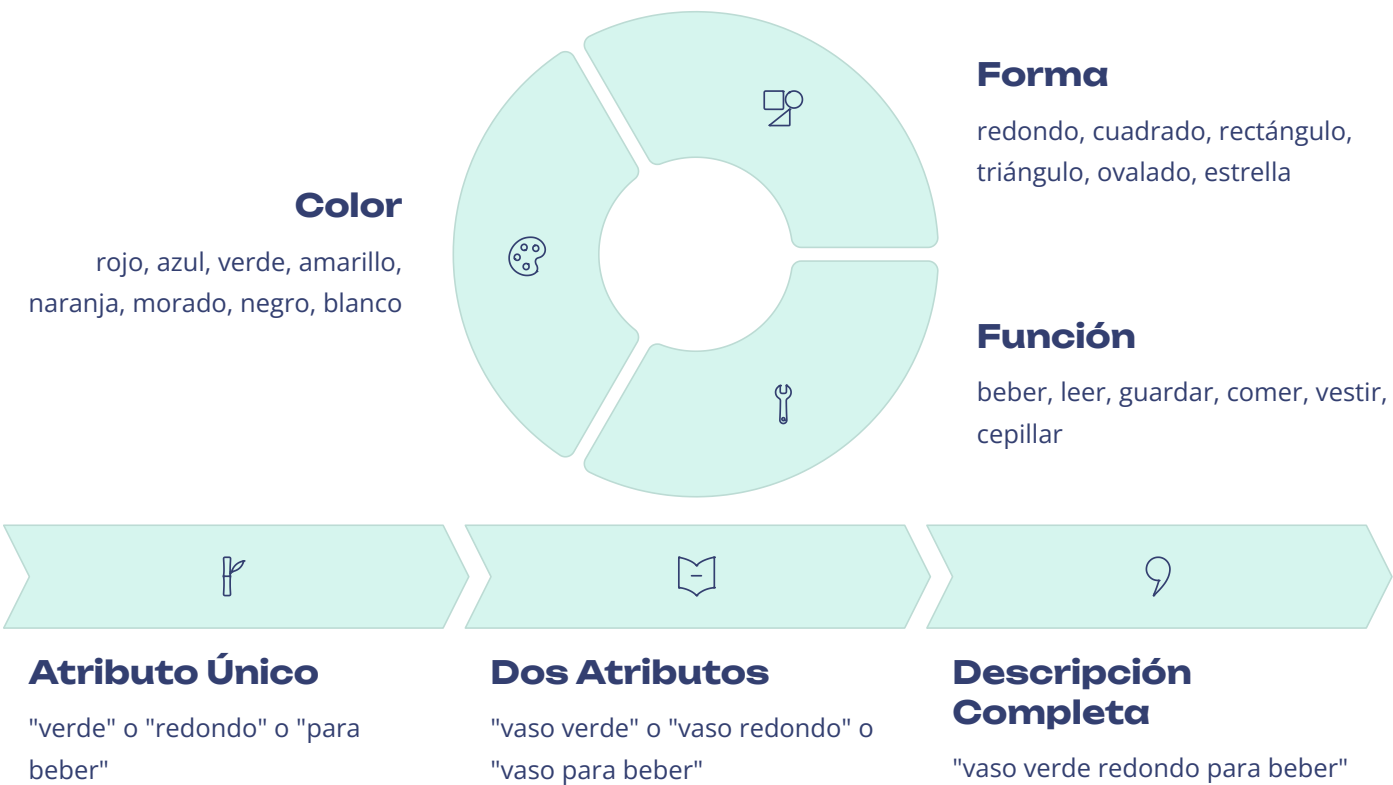 Forma
redondo, cuadrado, rectángulo,
triángulo, ovalado, estrella
Color
rojo, azul, verde, amarillo,
naranja, morado, negro, blanco
Función
beber, leer, guardar, comer, vestir,
cepillar
Atributo Único
"verde" o "redondo" o "para
beber"
Dos Atributos
"vaso verde" o "vaso redondo" o
"vaso para beber"
Descripción
Completa
"vaso verde redondo para beber"